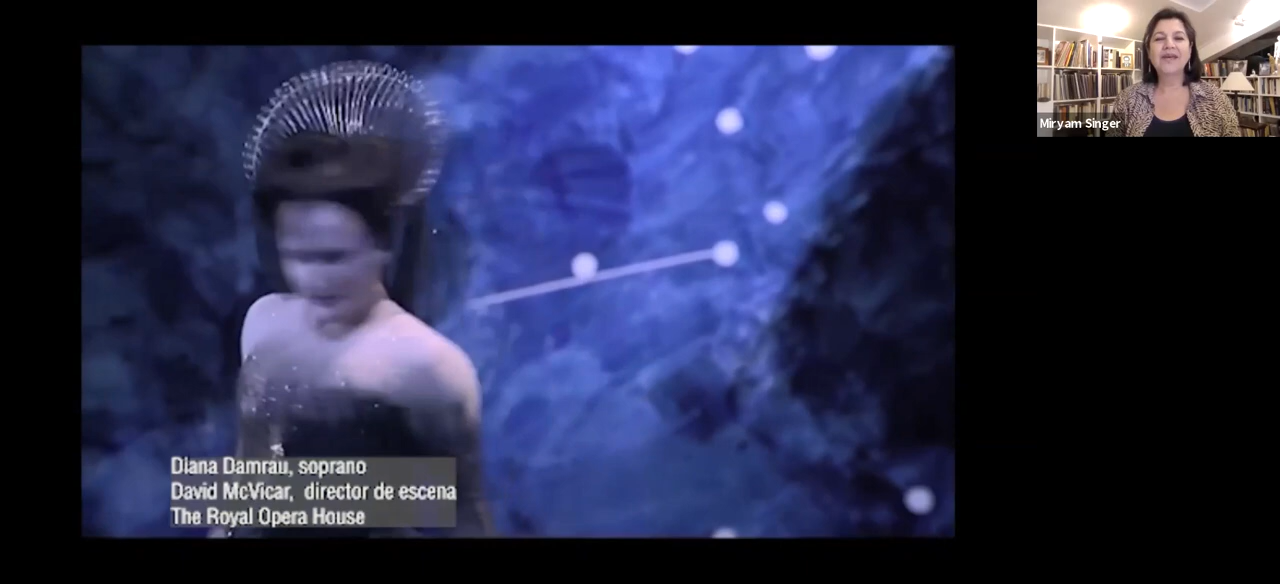 Diana Damrau, soprano
David McVicar, director de escena
The Royal Opera House
Miryam Singer